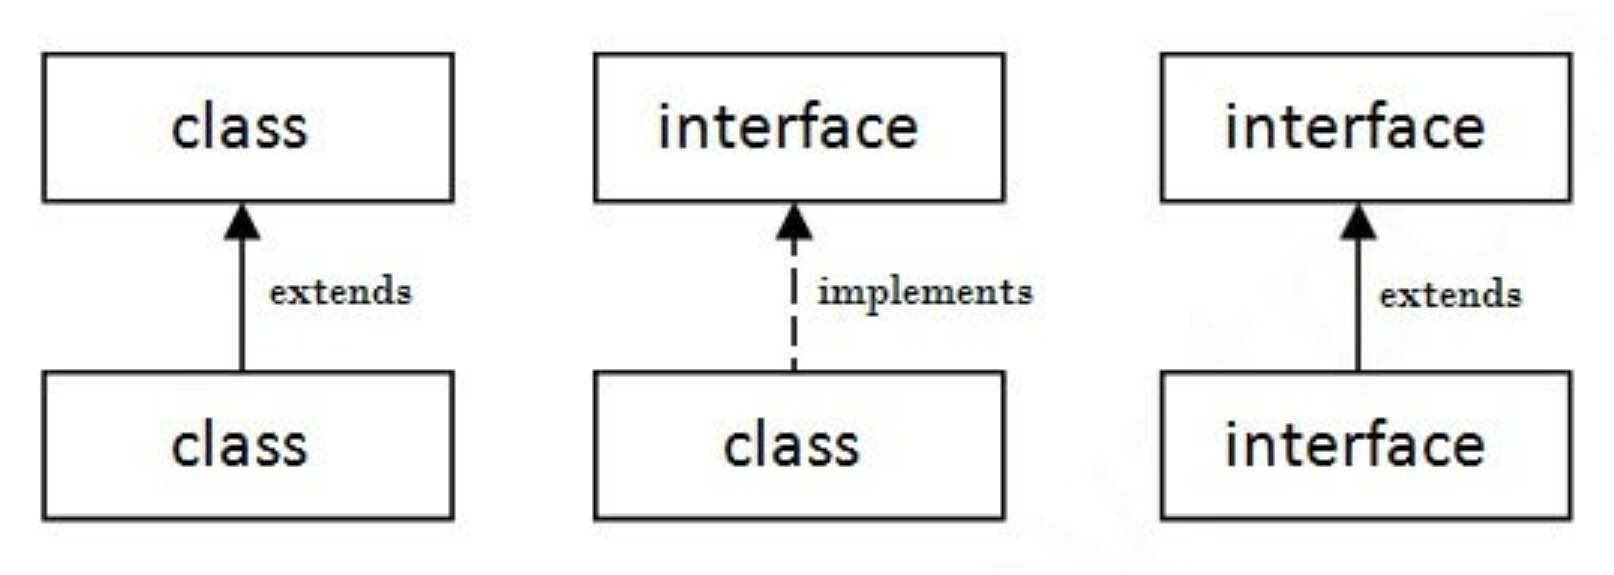 class interface interface
extends implements extends
class class interface